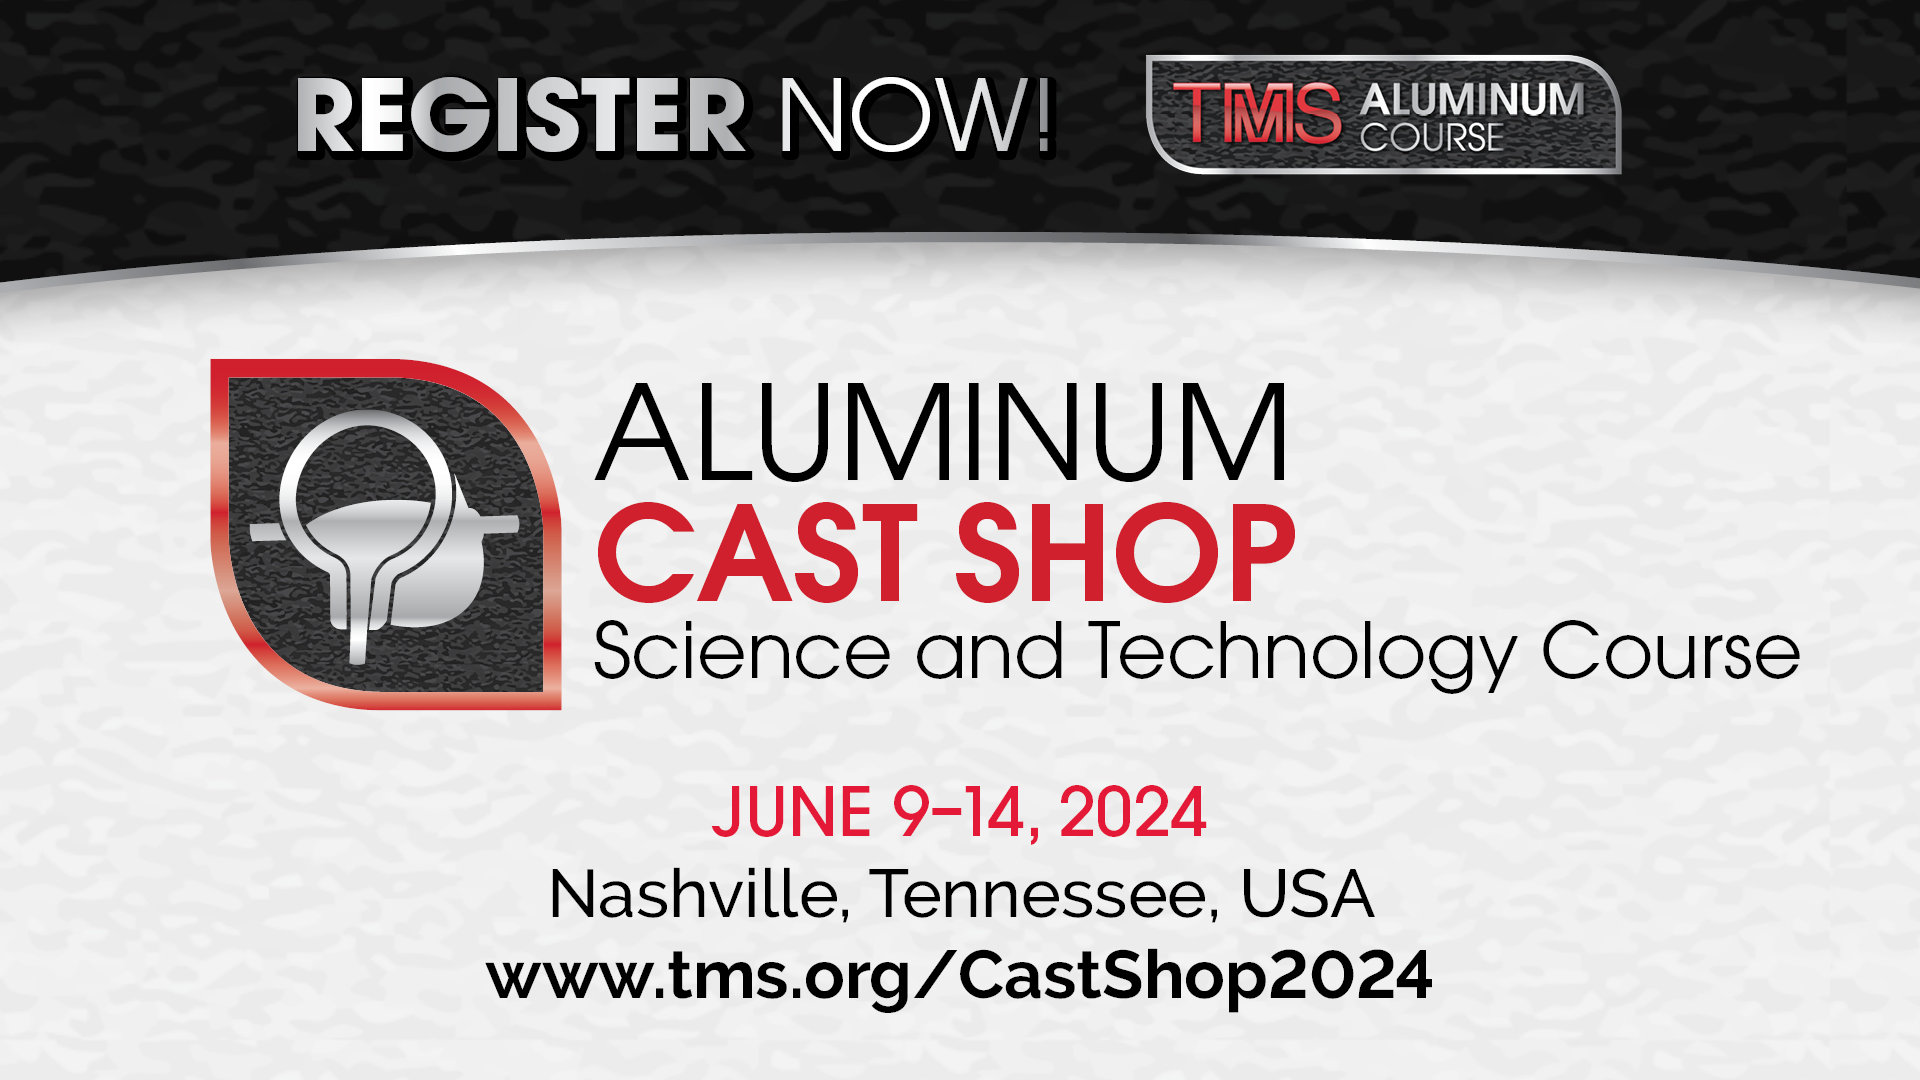 REGISTER NOW!
TMS ALUMINUM
COURSE
ALUMINUM
CAST SHOP
Science and Technology Course
JUNE 9–14, 2024
Nashville, Tennessee, USA
www.tms.org/CastShop2024